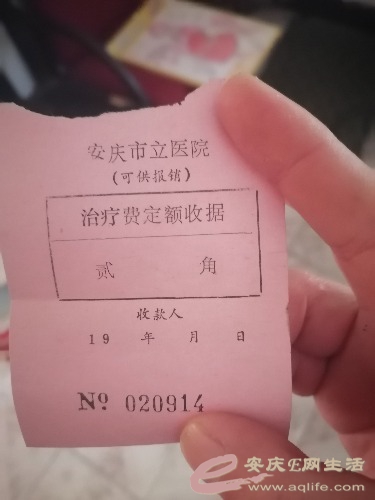 安庆市立医院
(可供报销)
治疗费定额收据
贰 角
收款人
19 年 月 日
Nº 020914
安庆E网生活
www.aqlife.com